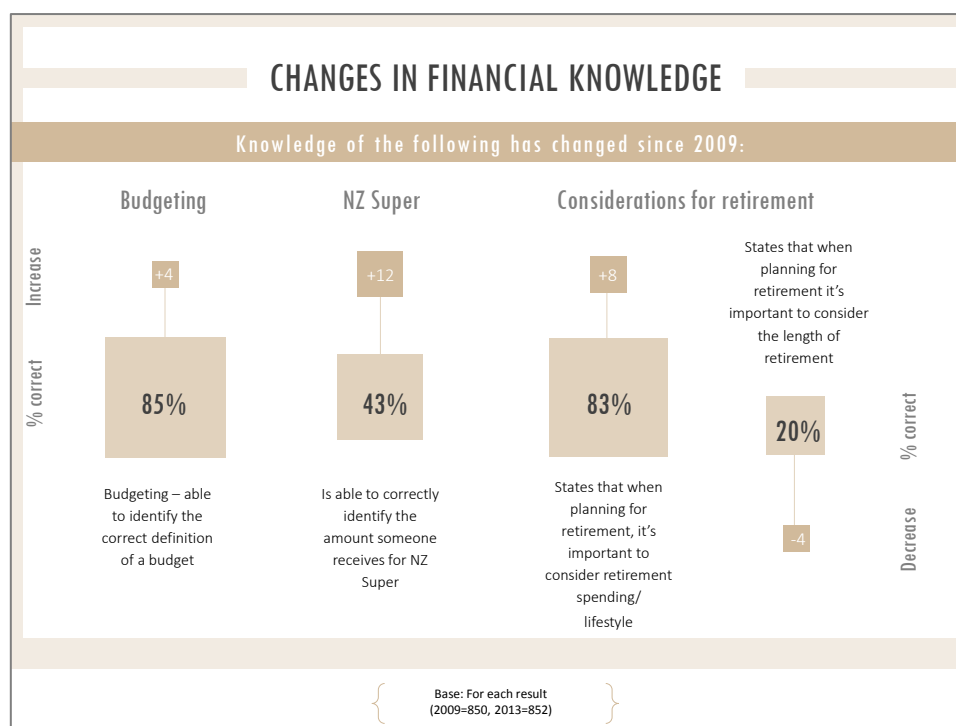 CHANGES IN FINANCIAL KNOWLEDGE
Knowledge of the following has changed since 2009:
Budgeting
NZ Super
Considerations for retirement
Increase
% correct
+4
85%
Budgeting – able
to identify the
correct definition
of a budget
+12
43%
Is able to correctly
identify the
amount someone
receives for NZ
Super
+8
83%
States that when
planning for
retirement, it’s
important to
consider retirement
spending/
lifestyle
States that when
planning for
retirement it’s
important to consider
the length of
retirement
20%
-4
% correct
Decrease
Base: For each result
(2009=850, 2013=852)